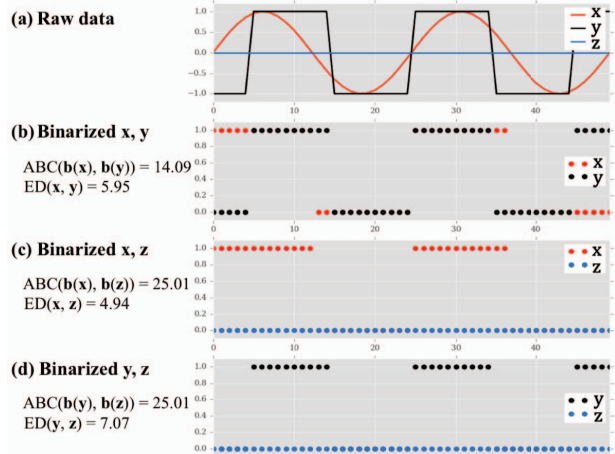 (a) Raw data
1.0
0.5
0.0
−0.5
−1.0
x
y
z
0 10 20 30 40
(b) Binarized x, y
ABC(b(x), b(y)) = 14.09
ED(x, y) = 5.95
1.0
0.8
0.6
0.4
0.2
0.0
x
y
0 10 20 30 40
(c) Binarized x, z
ABC(b(x), b(z)) = 25.01
ED(x, z) = 4.94
1.0
0.8
0.6
0.4
0.2
0.0
x
z
0 10 20 30 40
(d) Binarized y, z
ABC(b(y), b(z)) = 25.01
ED(y, z) = 7.07
1.0
0.8
0.6
0.4
0.2
0.0
y
z